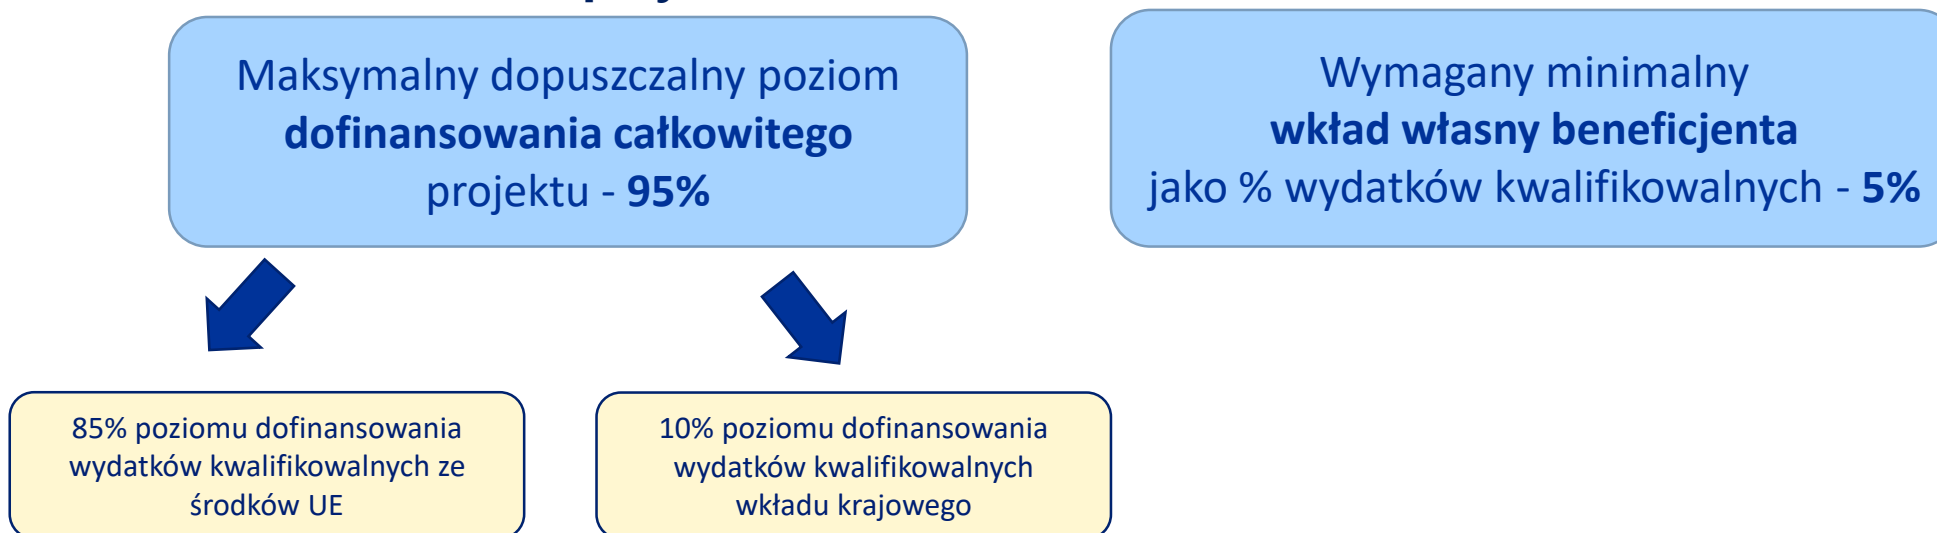 Maksymalny dopuszczalny poziom
dofinansowania całkowitego
projektu - 95%
Wymagany minimalny
wkład własny beneficjenta
jako % wydatków kwalifikowalnych - 5%
85% poziomu dofinansowania
wydatków kwalifikowalnych ze
środków UE
10% poziomu dofinansowania
wydatków kwalifikowalnych
wkładu krajowego